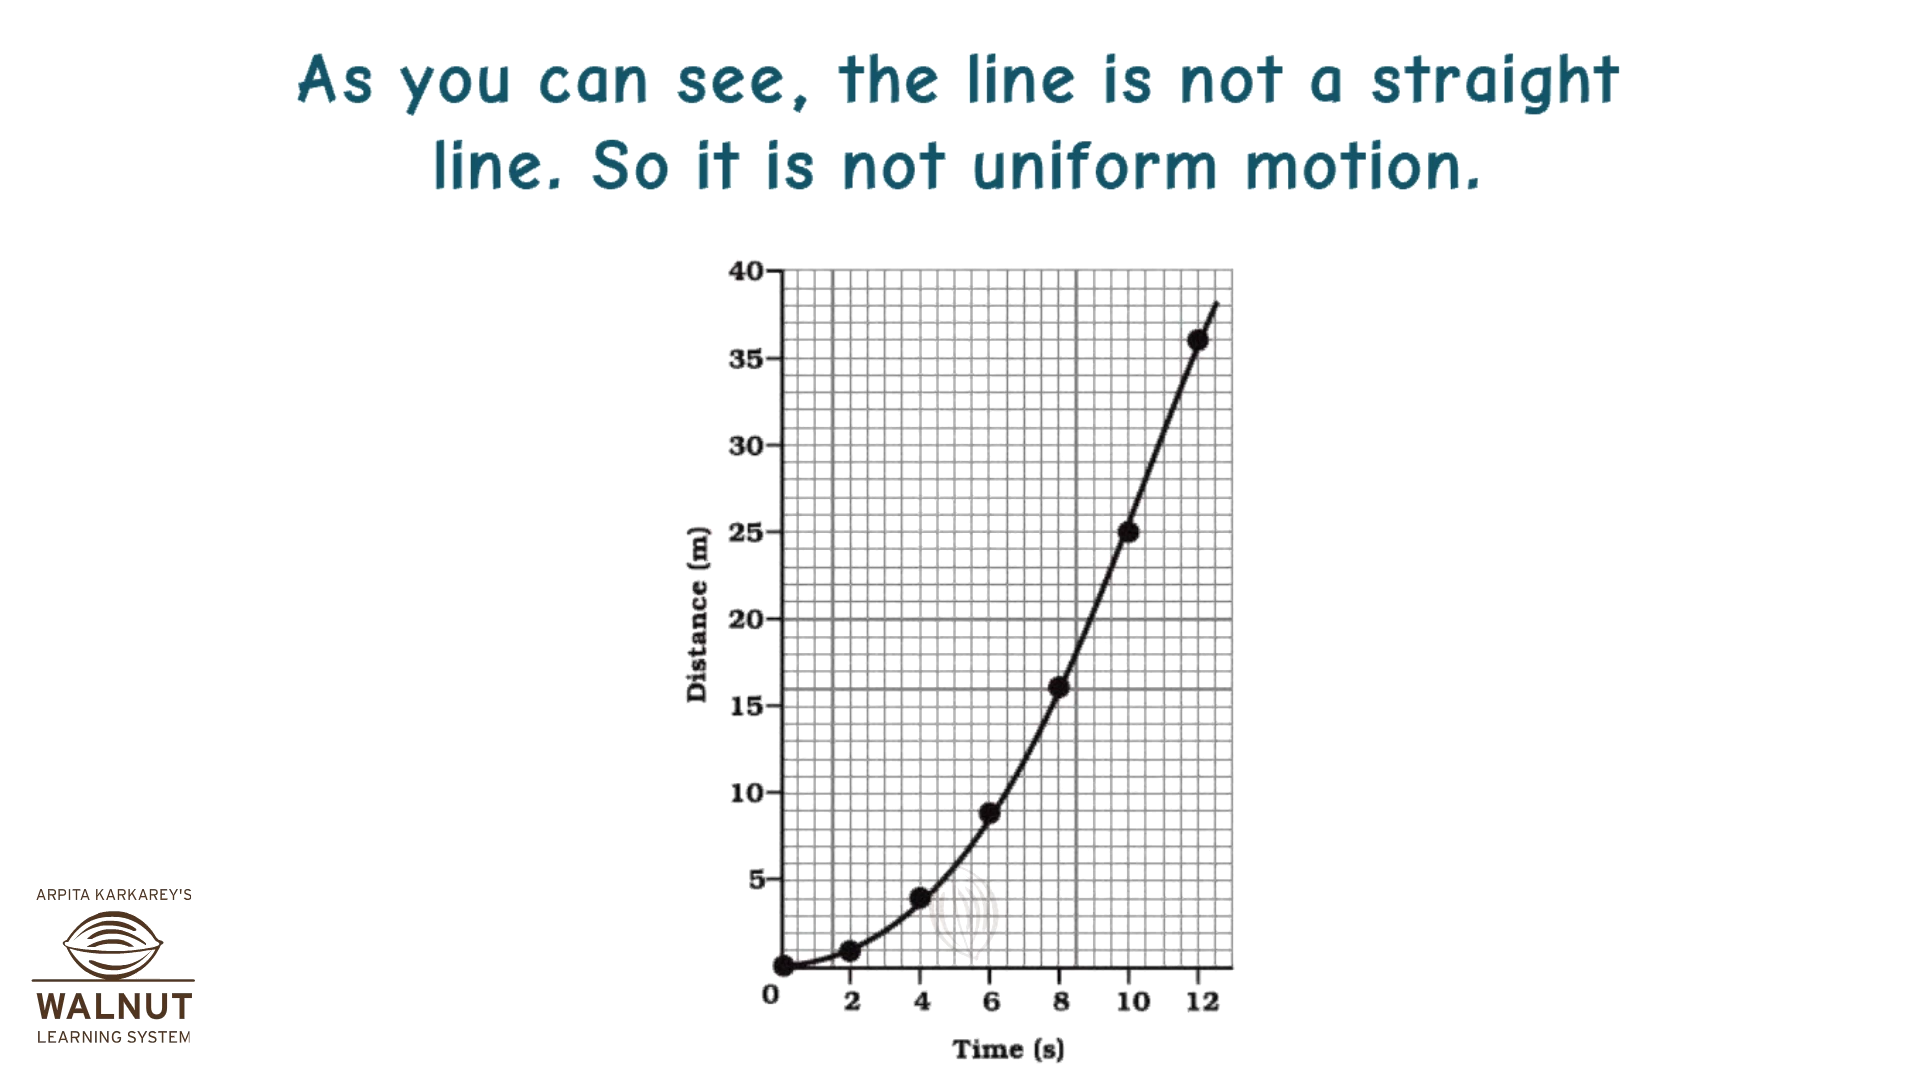 As you can see, the line is not a straight
line. So it is not uniform motion.
40
35
30
25
20
15
10
5
0
2 4 6 8 10 12
Distance (m)
Time (s)
ARPITA KARKAREY'S
WALNUT
LEARNING SYSTEM